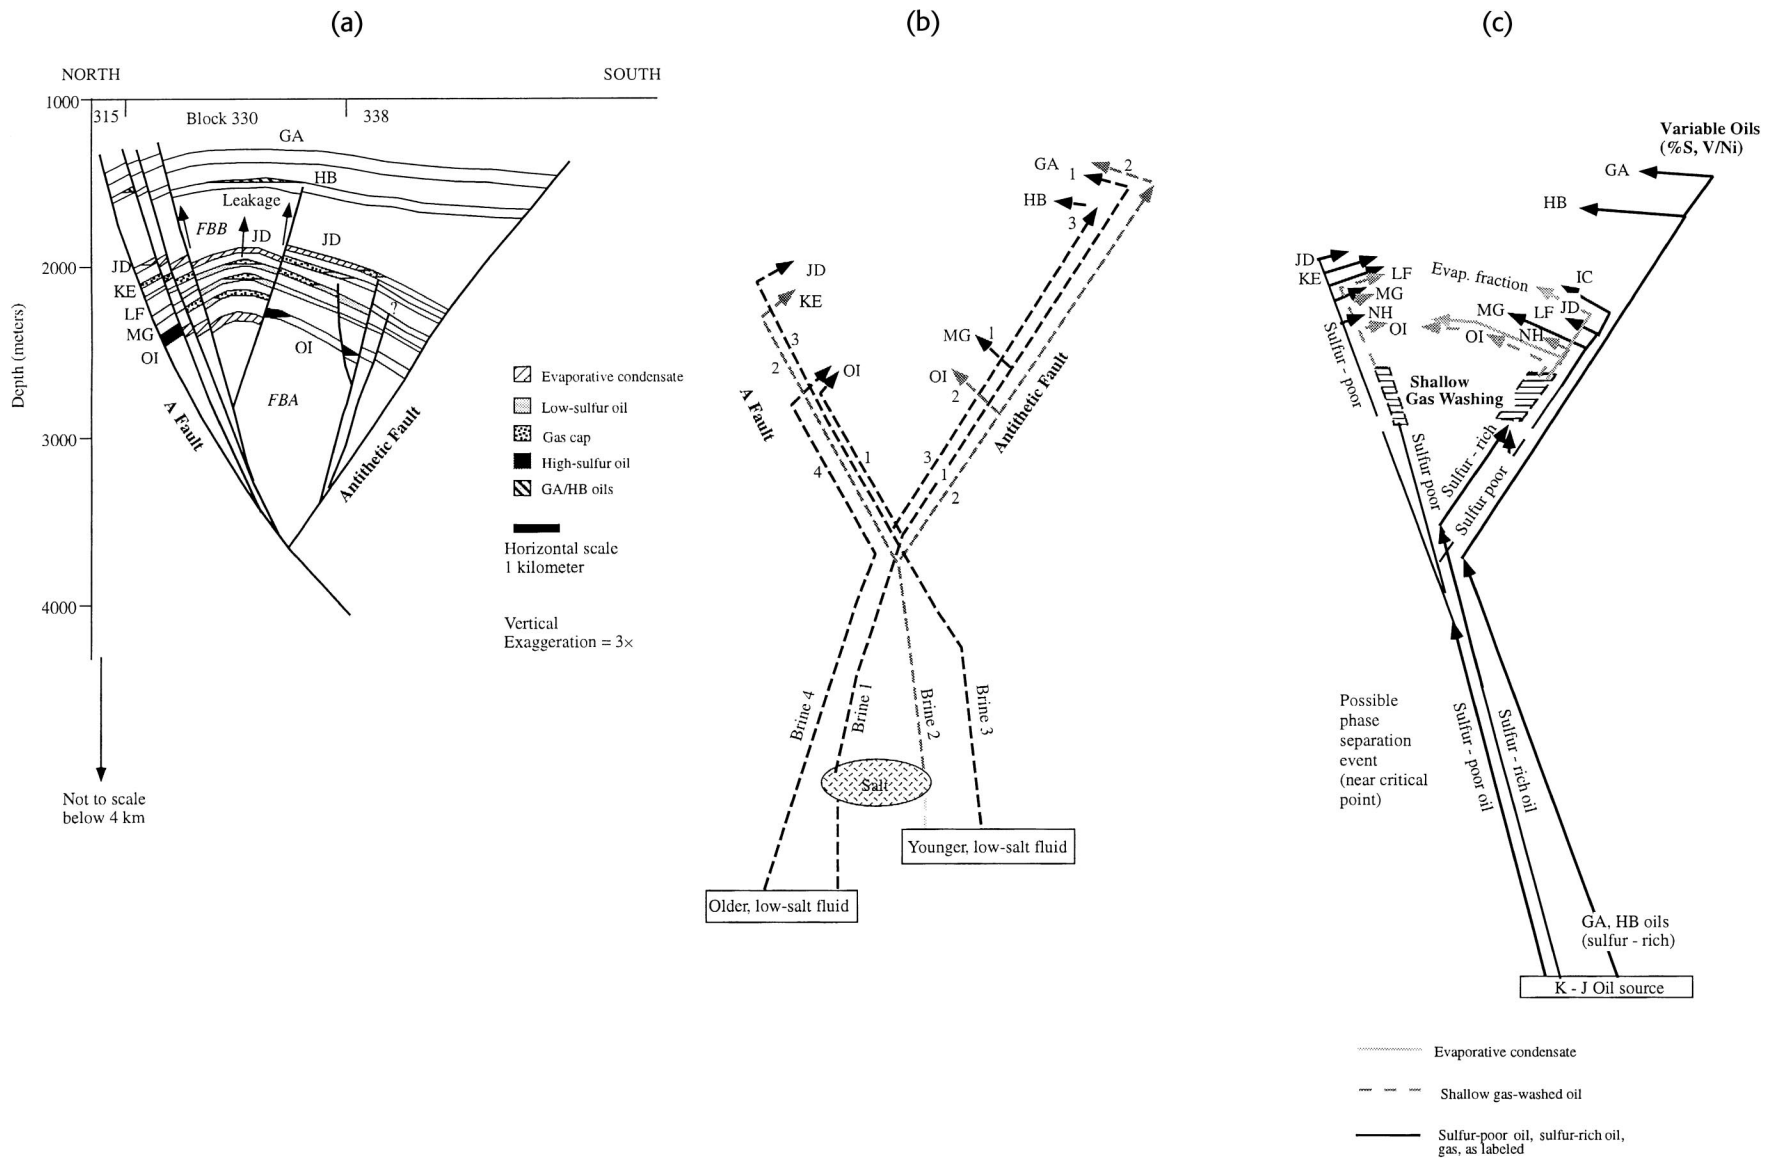 (a)
NORTH
SOUTH
1000
315
Block 330
338
GA
HB
Leakage
FBB
JD
JD
2000
JD
KE
LF
MG
OI
OI
?
FBA
3000
A Fault
Antithetic Fault
4000
Depth (meters)
Not to scale
below 4 km
Evaporative condensate
Low-sulfur oil
Gas cap
High-sulfur oil
GA/HB oils
Horizontal scale
1 kilometer
Vertical
Exaggeration = 3×
(b)
GA
1
2
HB
3
JD
KE
3
2
MG
1
OI
OI
2
A Fault
Antithetic Fault
4
1
3
1
2
Brine 4
Brine 1
Brine 2
Brine 3
Salt
Younger, low-salt fluid
Older, low-salt fluid
(c)
Variable Oils
(%S, V/Ni)
GA
HB
JD
KE
LF
MG
NH
OI
Evap. fraction
IC
MG
LF
JD
OI
NH
Sulfur - poor
Shallow
Gas Washing
Sulfur poor
Sulfur - rich
Sulfur poor
Possible
phase
separation
event
(near critical
point)
Sulfur - poor oil
Sulfur - rich oil
GA, HB oils
(sulfur - rich)
K - J Oil source
Evaporative condensate
Shallow gas-washed oil
Sulfur-poor oil, sulfur-rich oil,
gas, as labeled